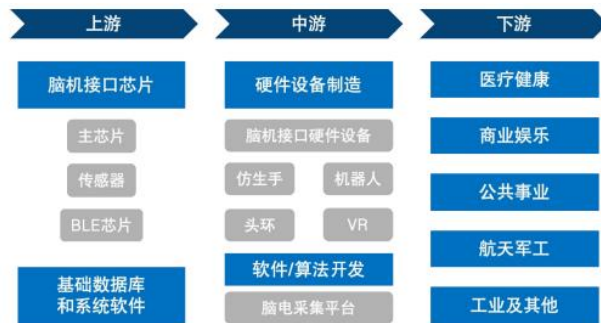 上游
中游
下游
脑机接口芯片
主芯片
传感器
BLE芯片
基础数据库
和系统软件
硬件设备制造
脑机接口硬件设备
仿生手
机器人
头环
VR
软件/算法开发
脑电采集平台
医疗健康
商业娱乐
公共事业
航天军工
工业及其他